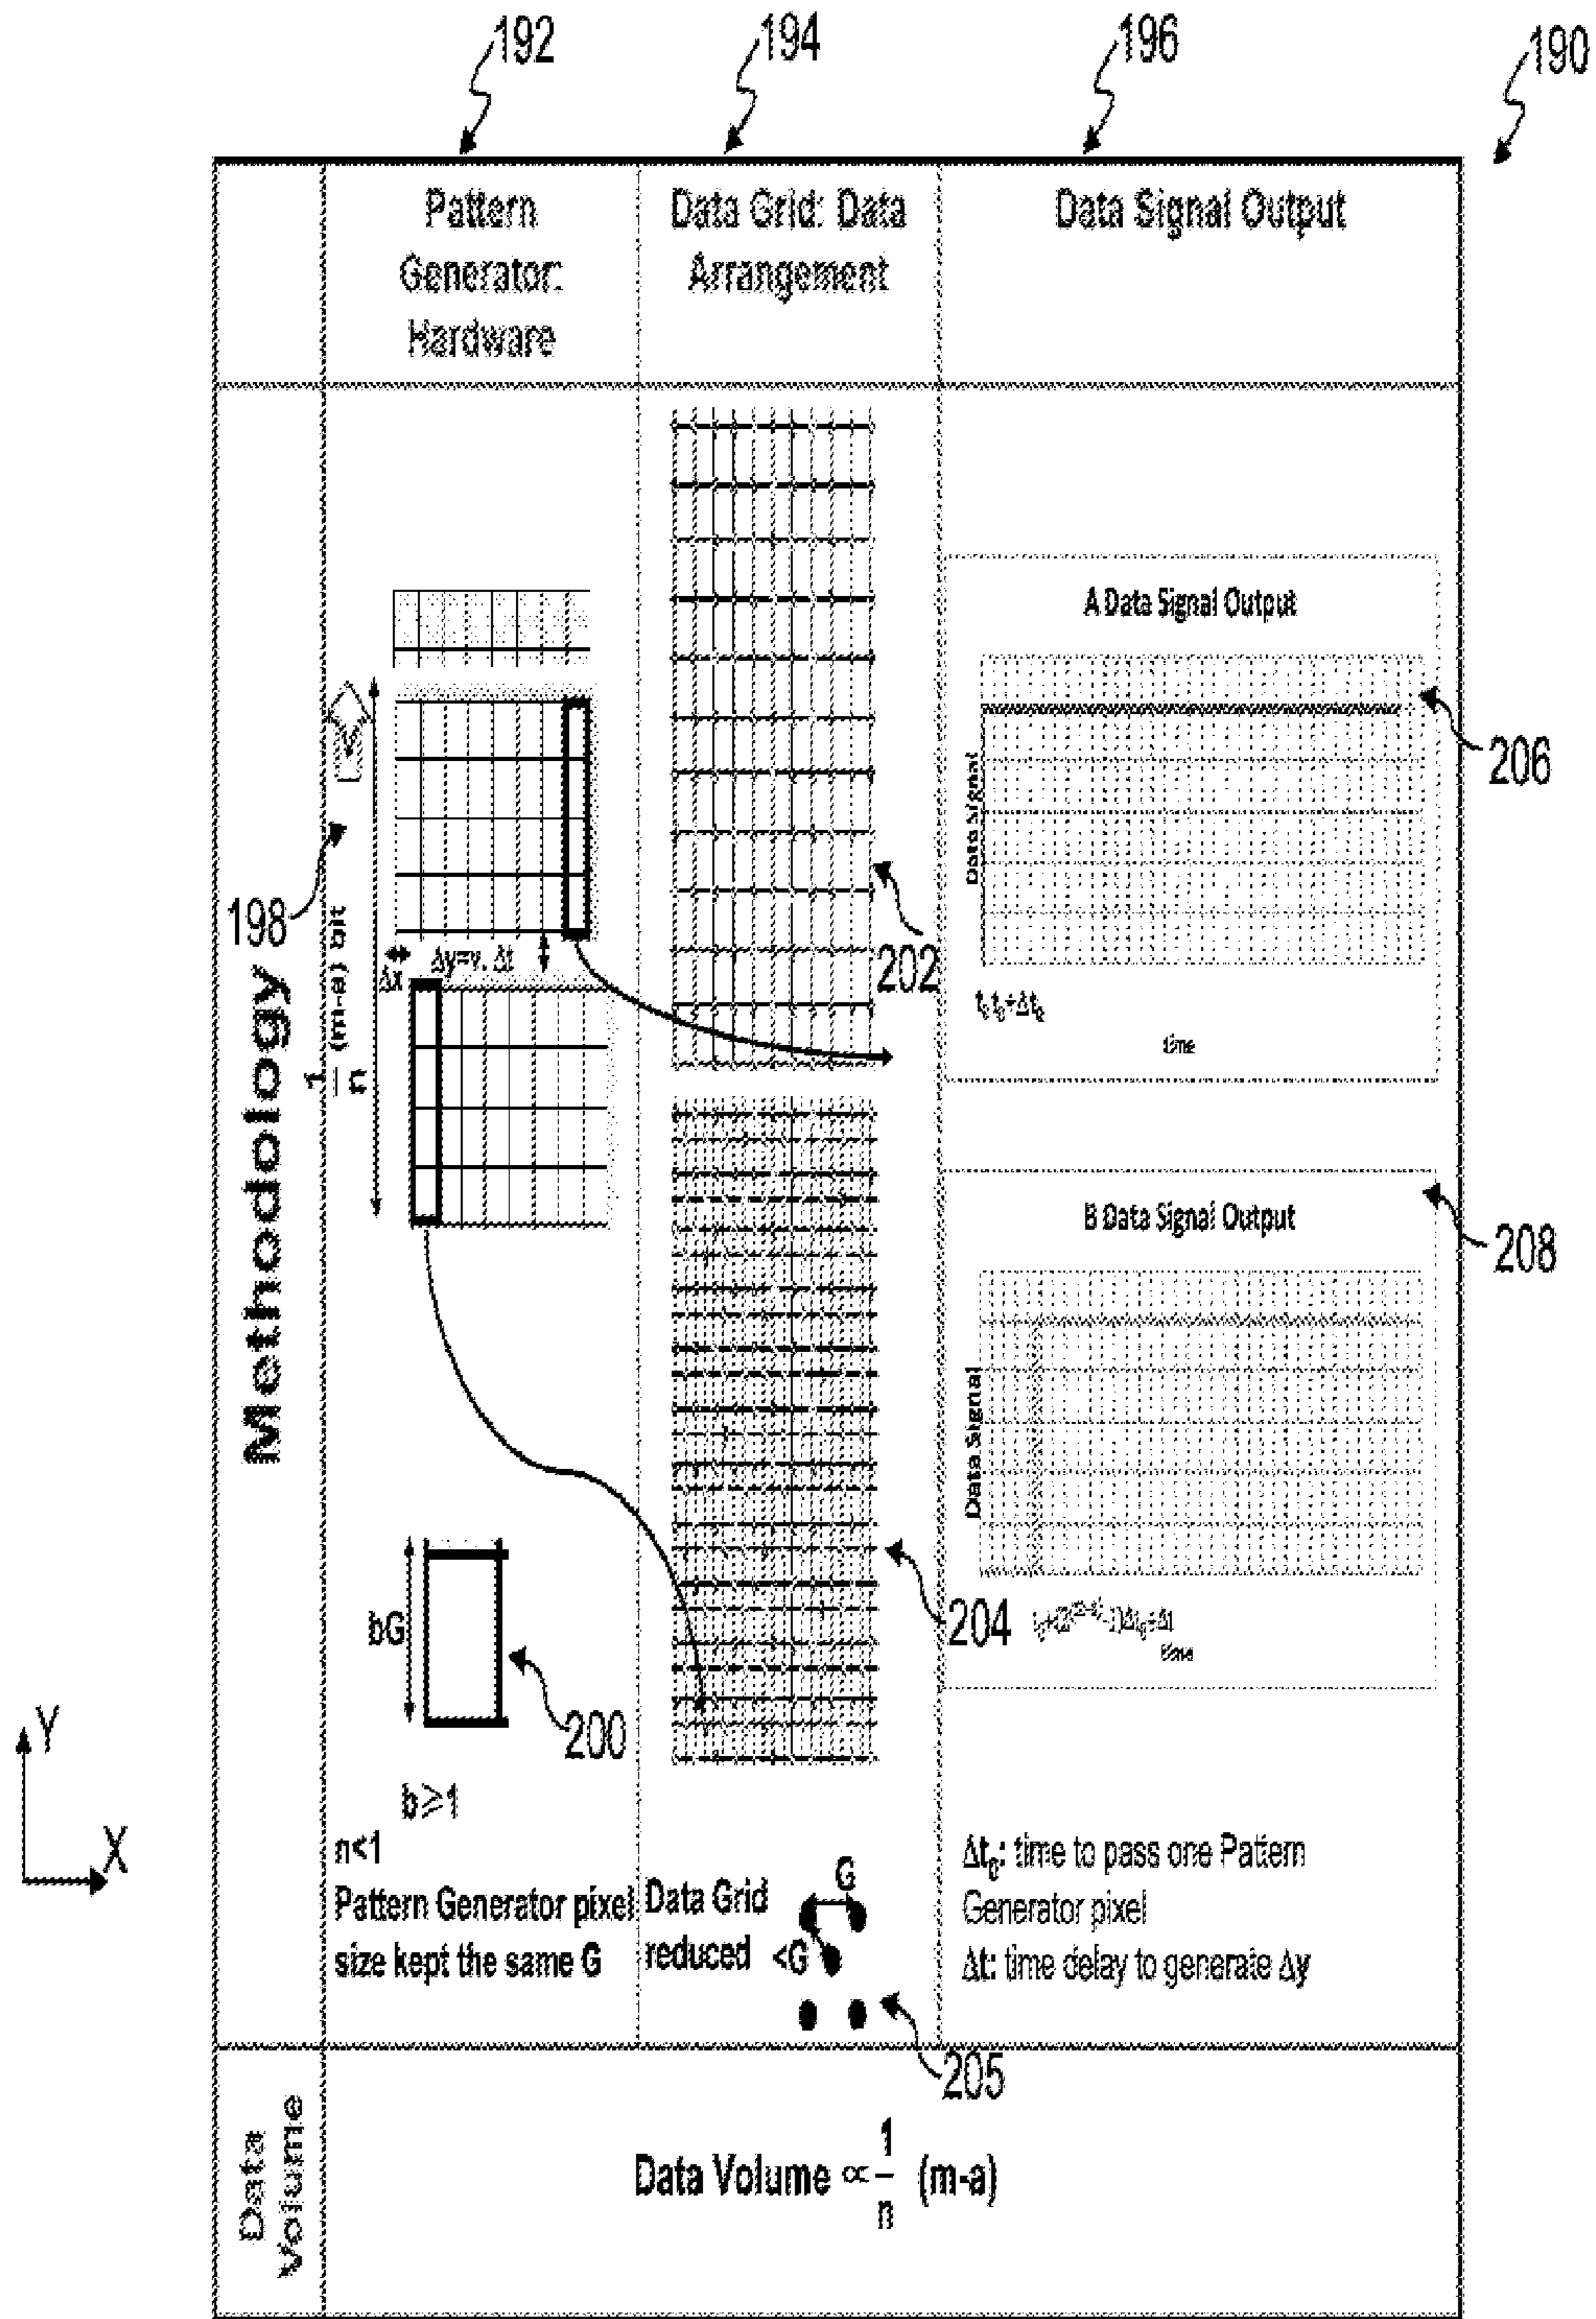 192
194
196
190
Pattern
Generator:
Hardware
Data Grid: Data
Arrangement
Data Signal Output
Methodology
198
V
1/n (m-a) bit
Δx
Δy=v. Δt
202
A Data Signal Output
Data Signal
time
206
B Data Signal Output
Data Signal
time
208
204
bG
200
b≥1
n<1
Pattern Generator pixel
size kept the same G
Data Grid
reduced
G
<G
205
Δt₀: time to pass one Pattern
Generator pixel
Δt: time delay to generate Δy
Y
X
Data
Volume
Data Volume ∝ 1/n (m-a)